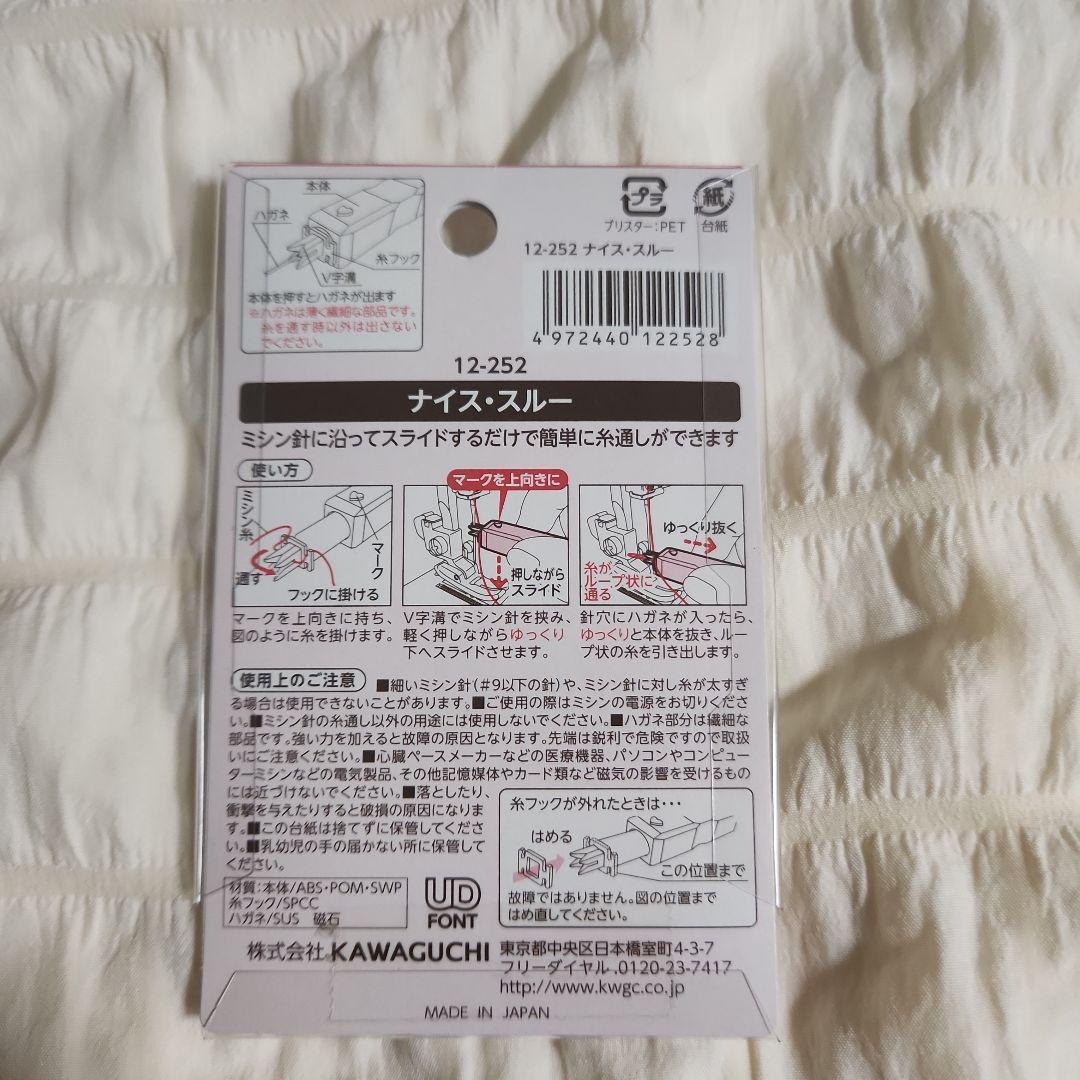 本体
ハガネ
糸フック
V字溝
本体を押すとハガネが出ます
※ハガネは薄く繊細な部品です。
糸を通す時以外は出さない
でください。
プラ
紙
ブリスター:PET 台紙
12-252 ナイス・スルー
4 972440 122528
12-252
ナイス・スルー
ミシン針に沿ってスライドするだけで簡単に糸通しができます
使い方
ミシン糸
通す
マーク
フックに掛ける
マークを上向きに持ち、
図のように糸を掛けます。
マークを上向きに
押しながら
スライド
V字溝でミシン針を挟み、
軽く押しながらゆっくり
下へスライドさせます。
ゆっくり抜く
糸が
ループ状に
通る
針穴にハガネが入ったら、
ゆっくりと本体を抜き、ルー
プ状の糸を引き出します。
使用上のご注意
■細いミシン針(#9以下の針)や、ミシン針に対し糸が太すぎ
る場合は使用できないことがあります。■ご使用の際はミシンの電源をお切りくださ
い。■ミシン針の糸通し以外の用途には使用しないでください。■ハガネ部分は繊細な
部品です。強い力を加えると故障の原因となります。先端は鋭利で危険ですので取扱
いにご注意ください。■心臓ペースメーカーなどの医療機器、パソコンやコンピュー
ターミシンなどの電気製品、その他記憶媒体やカード類など磁気の影響を受けるもの
には近づけないでください。■落としたり、
衝撃を与えたりすると破損の原因になりま
す。■この台紙は捨てずに保管してくださ
い。■乳幼児の手の届かない所に保管して
ください。
糸フックが外れたときは・・・
はめる
この位置まで
故障ではありません。図の位置まで
はめ直してください。
材質:本体/ABS・POM・SWP
糸フック/SPCC
ハガネ/SUS 磁石
UD
FONT
株式会社 KAWAGUCHI
東京都中央区日本橋室町4-3-7
フリーダイヤル.0120-23-7417
http://www.kwgc.co.jp
MADE IN JAPAN